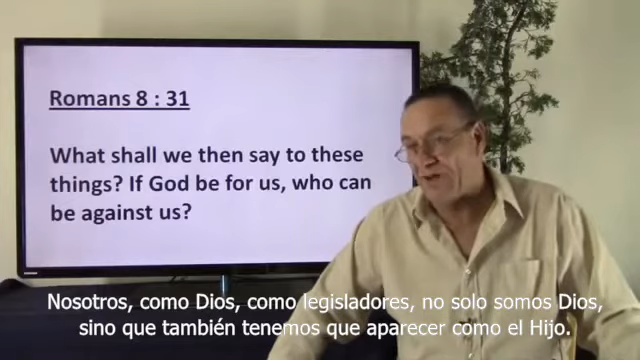 Romans 8 : 31
What shall we then say to these
things? If God be for us, who can
be against us?
Nosotros, como Dios, como legisladores, no solo somos Dios,
sino que también tenemos que aparecer como el Hijo.